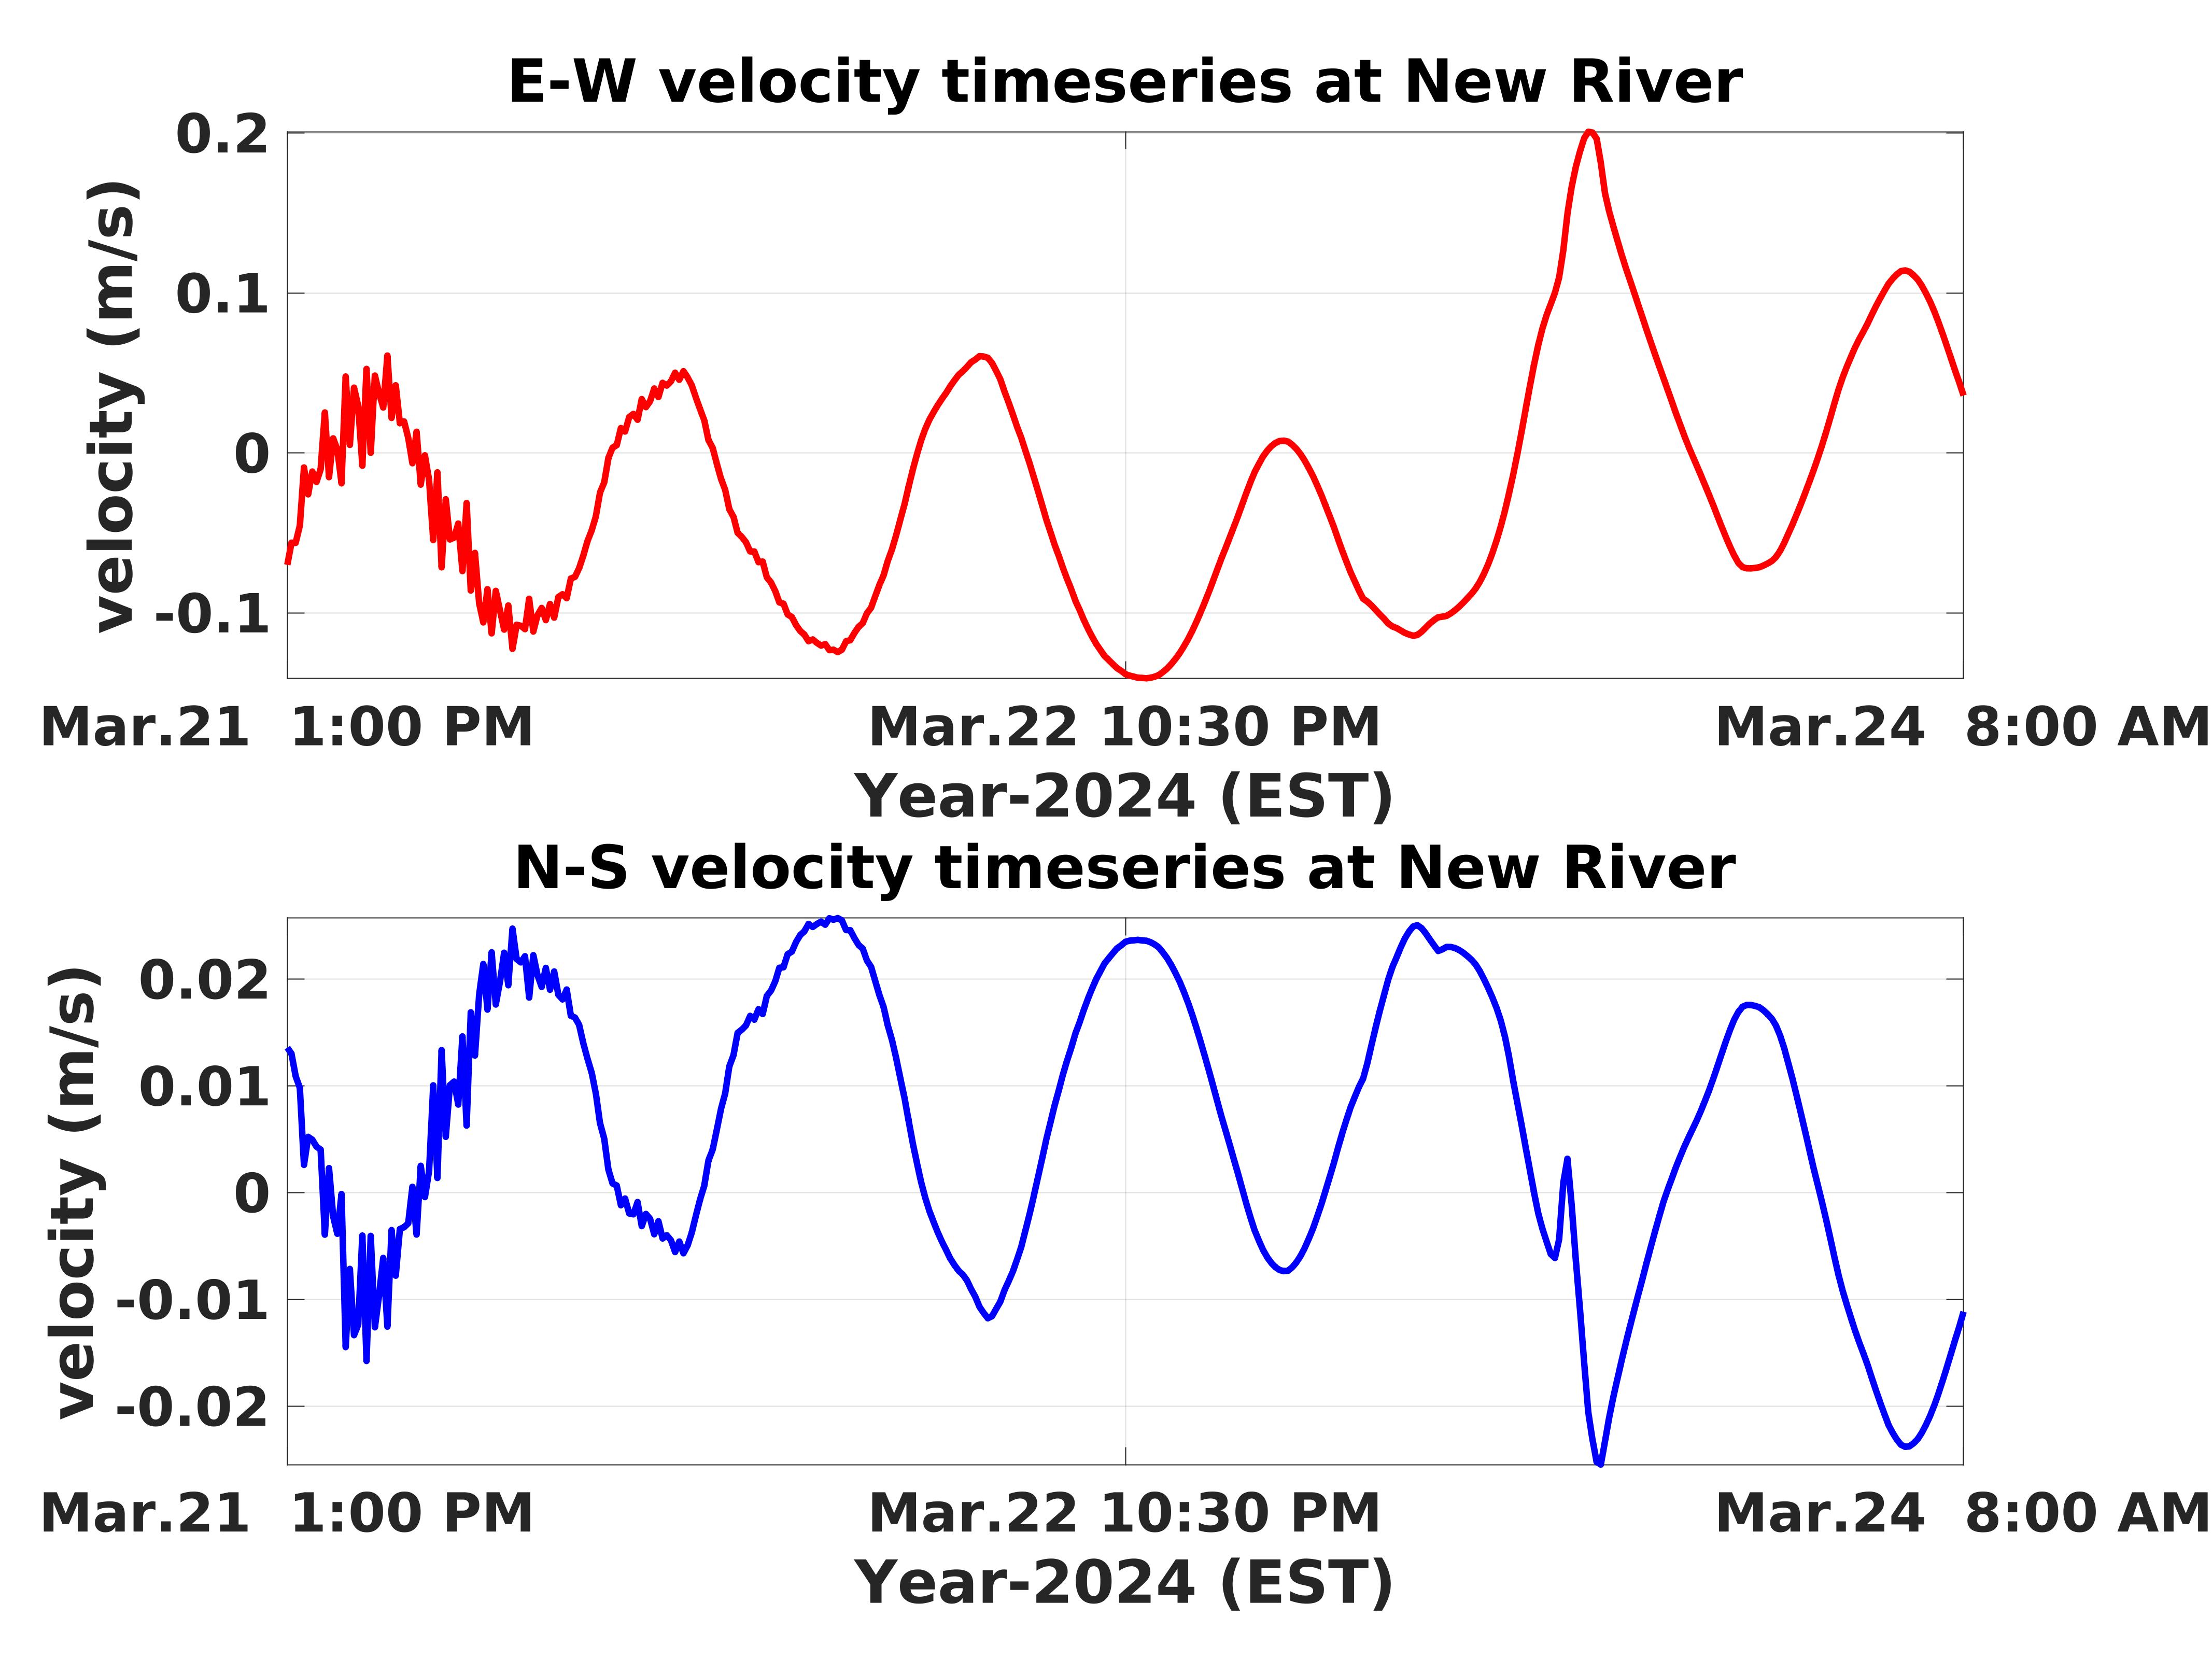 E-W velocity timeseries at New River
velocity (m/s)
0.2
0.1
0
-0.1
Mar.21  1:00 PM
Mar.22 10:30 PM
Mar.24  8:00 AM
Year-2024 (EST)
N-S velocity timeseries at New River
velocity (m/s)
0.02
0.01
0
-0.01
-0.02
Mar.21  1:00 PM
Mar.22 10:30 PM
Mar.24  8:00 AM
Year-2024 (EST)